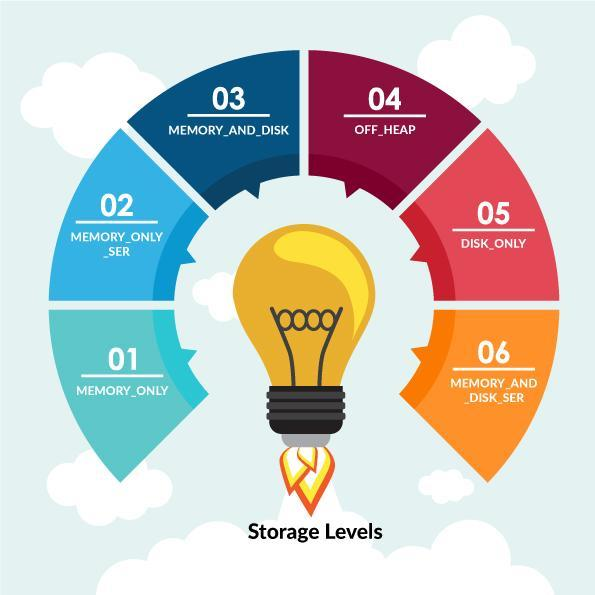 01
MEMORY_ONLY
02
MEMORY_ONLY
_SER
03
MEMORY_AND_DISK
04
OFF_HEAP
05
DISK_ONLY
06
MEMORY_AND
_DISK_SER
Storage Levels